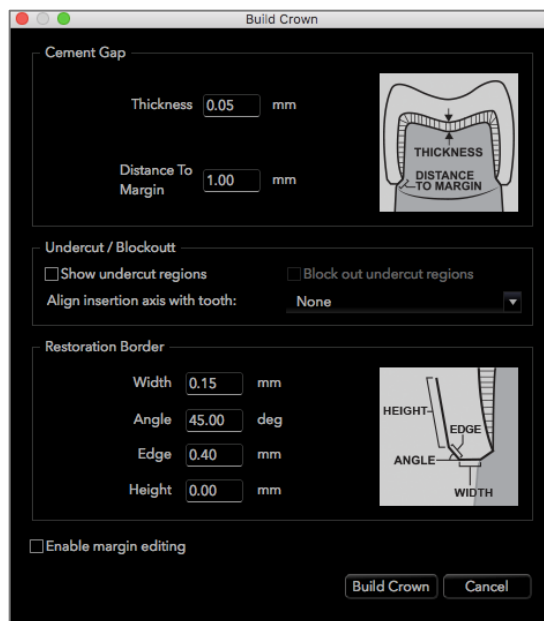 Build Crown
Cement Gap
Thickness 0.05 mm
THICKNESS
DISTANCE
TO MARGIN
Distance To
Margin 1.00 mm
Undercut / Blockoutt
Show undercut regions Block out undercut regions
Align insertion axis with tooth: None
Restoration Border
Width 0.15 mm
Angle 45.00 deg
Edge 0.40 mm
Height 0.00 mm
HEIGHT
EDGE
ANGLE
WIDTH
Enable margin editing
Build Crown Cancel